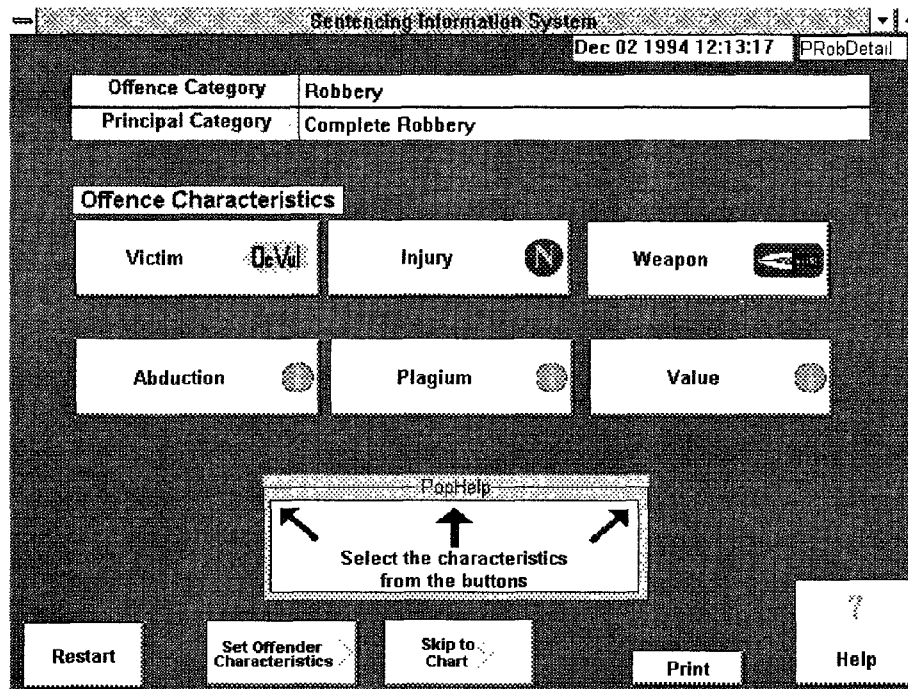 Sentencing Information System
Dec 02 1994 12:13:17 PRobDetail
Offence Category Robbery
Principal Category Complete Robbery
Offence Characteristics
Victim OcVul Injury N Weapon
Abduction Plagium Value
PopHelp
Select the characteristics
from the buttons
?
Restart Set Offender Characteristics > Skip to Chart > Print Help